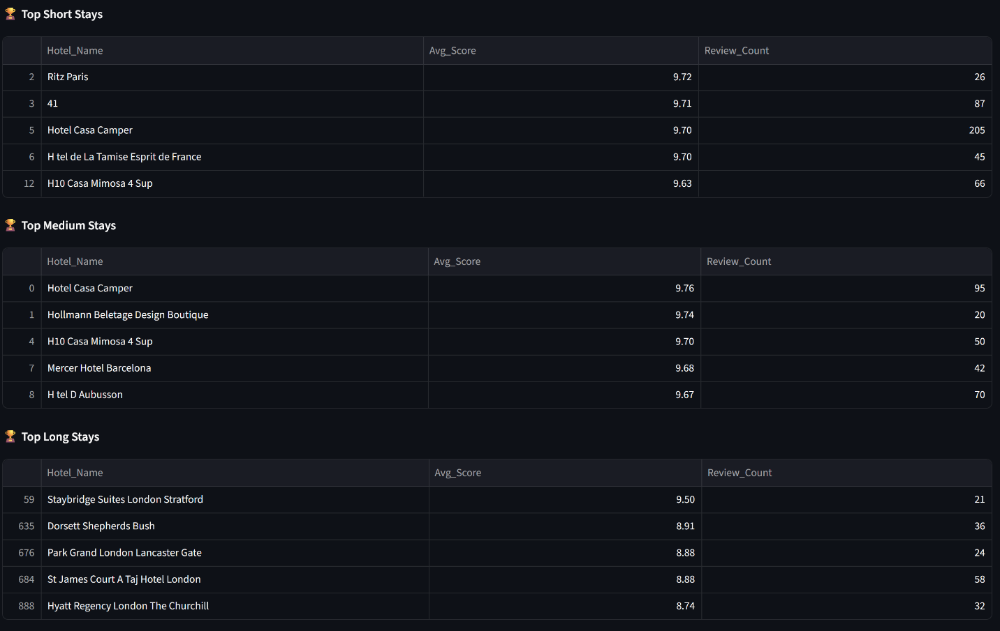 🏆 Top Short Stays
Hotel_Name Avg_Score Review_Count
2 Ritz Paris 9.72 26
3 41 9.71 87
5 Hotel Casa Camper 9.70 205
6 H tel de La Tamise Esprit de France 9.70 45
12 H10 Casa Mimosa 4 Sup 9.63 66
🏆 Top Medium Stays
Hotel_Name Avg_Score Review_Count
0 Hotel Casa Camper 9.76 95
1 Hollmann Beletage Design Boutique 9.74 20
4 H10 Casa Mimosa 4 Sup 9.70 50
7 Mercer Hotel Barcelona 9.68 42
8 H tel D Aubusson 9.67 70
🏆 Top Long Stays
Hotel_Name Avg_Score Review_Count
59 Staybridge Suites London Stratford 9.50 21
635 Dorsett Shepherds Bush 8.91 36
676 Park Grand London Lancaster Gate 8.88 24
684 St James Court A Taj Hotel London 8.88 58
888 Hyatt Regency London The Churchill 8.74 32